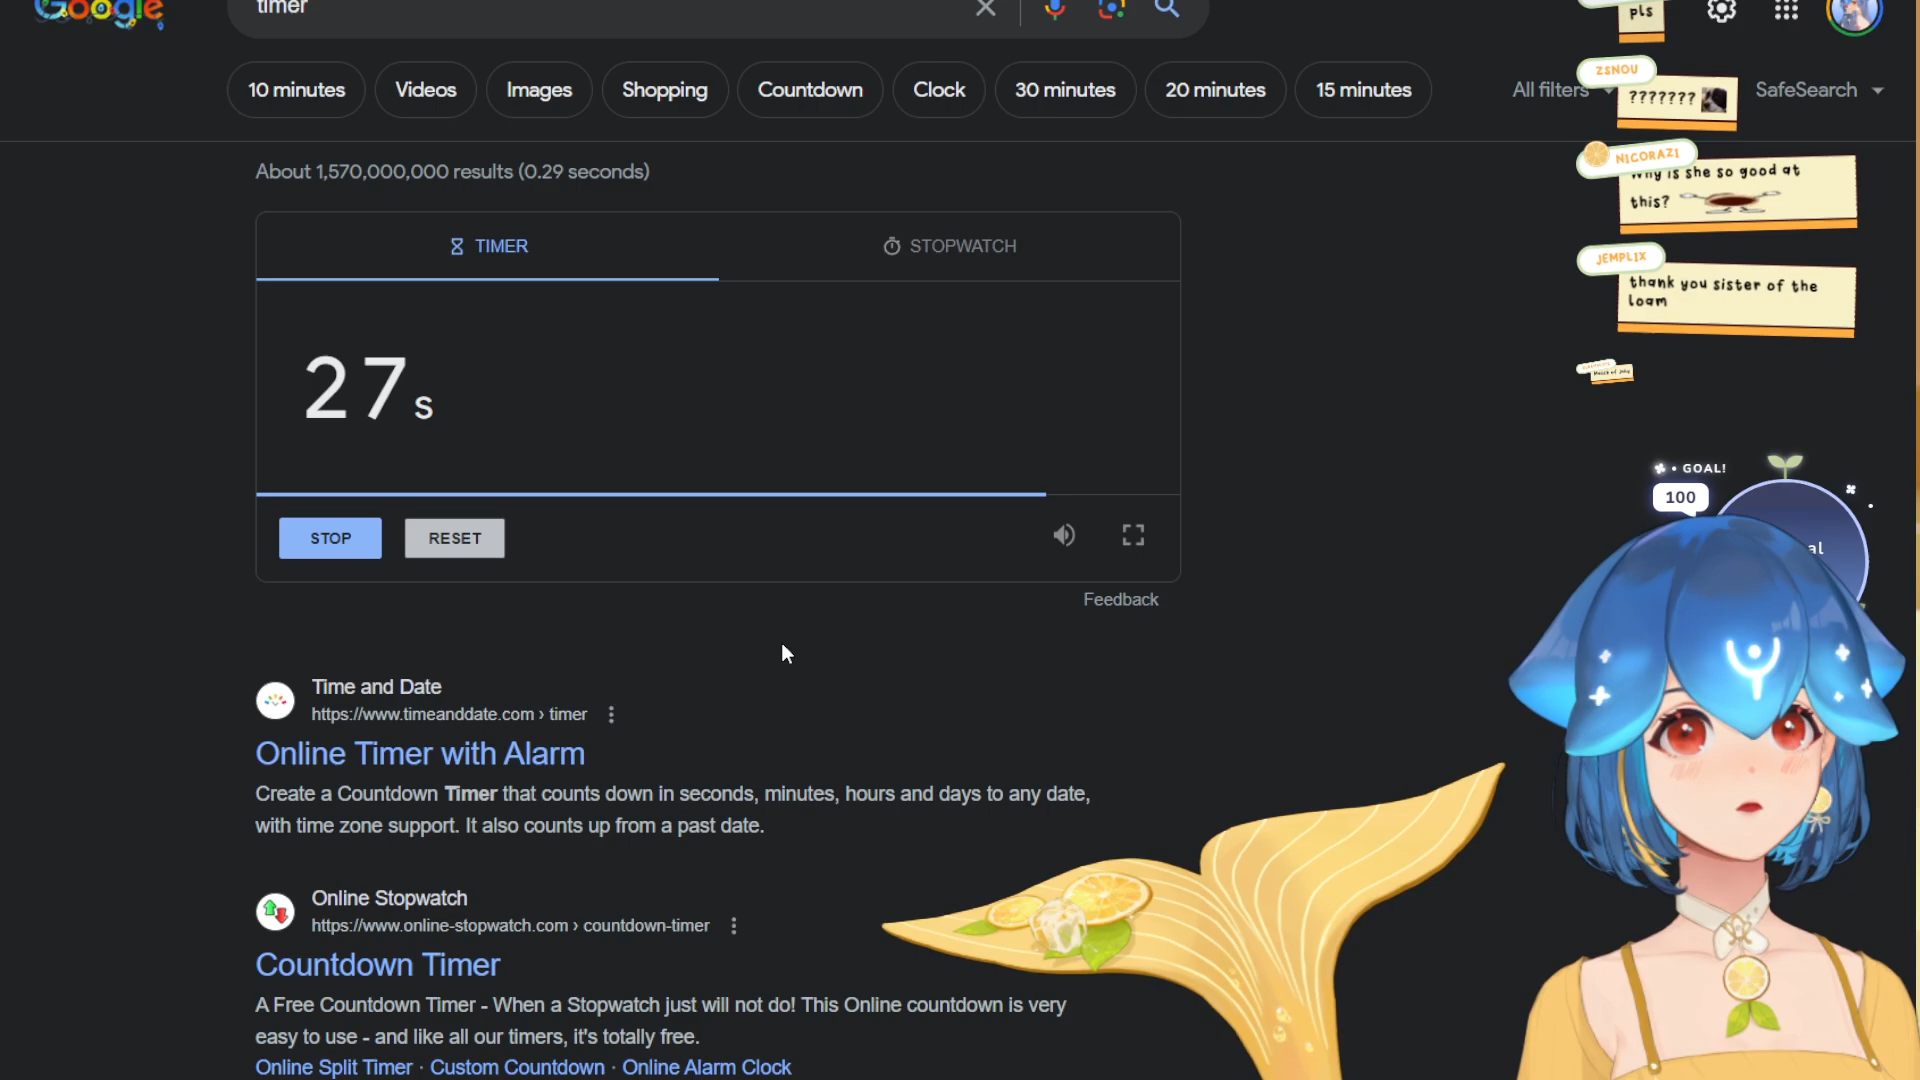 Google
timer
10 minutes
Videos
Images
Shopping
Countdown
Clock
30 minutes
20 minutes
15 minutes
All filters
SafeSearch
pls
ZSNOU
???????
NICORAZI
Why is she so good at
this?
JEMPLIX
thank you sister of the
loam
GOAL!
100
al
About 1,570,000,000 results (0.29 seconds)
TIMER
STOPWATCH
27s
STOP
RESET
Feedback
Time and Date
https://www.timeanddate.com › timer
Online Timer with Alarm
Create a Countdown Timer that counts down in seconds, minutes, hours and days to any date,
with time zone support. It also counts up from a past date.
Online Stopwatch
https://www.online-stopwatch.com › countdown-timer
Countdown Timer
A Free Countdown Timer - When a Stopwatch just will not do! This Online countdown is very
easy to use - and like all our timers, it's totally free.
Online Split Timer · Custom Countdown · Online Alarm Clock